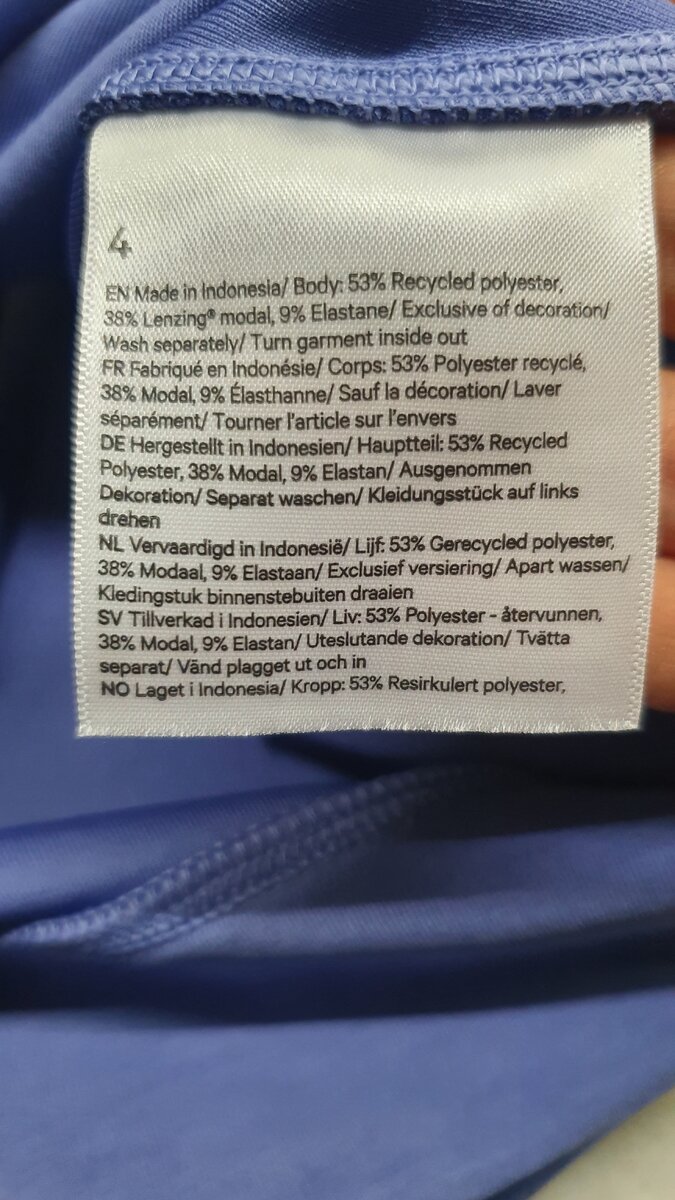 4
EN Made in Indonesia/ Body: 53% Recycled polyester,
38% Lenzing® modal, 9% Elastane/ Exclusive of decoration/
Wash separately/ Turn garment inside out
FR Fabriqué en Indonésie/ Corps: 53% Polyester recyclé,
38% Modal, 9% Élasthanne/ Sauf la décoration/ Laver
séparément/ Tourner l'article sur l'envers
DE Hergestellt in Indonesien/ Hauptteil: 53% Recycled
Polyester, 38% Modal, 9% Elastan/ Ausgenommen
Dekoration/ Separat waschen/ Kleidungsstück auf links
drehen
NL Vervaardigd in Indonesië/ Lijf: 53% Gerecycled polyester,
38% Modaal, 9% Elastaan/ Exclusief versiering/ Apart wassen/
Kledingstuk binnenstebuiten draaien
SV Tillverkad i Indonesien/ Liv: 53% Polyester - återvunnen,
38% Modal, 9% Elastan/ Uteslutande dekoration/ Tvätta
separat/ Vänd plagget ut och in
NO Laget i Indonesia/ Kropp: 53% Resirkulert polyester,